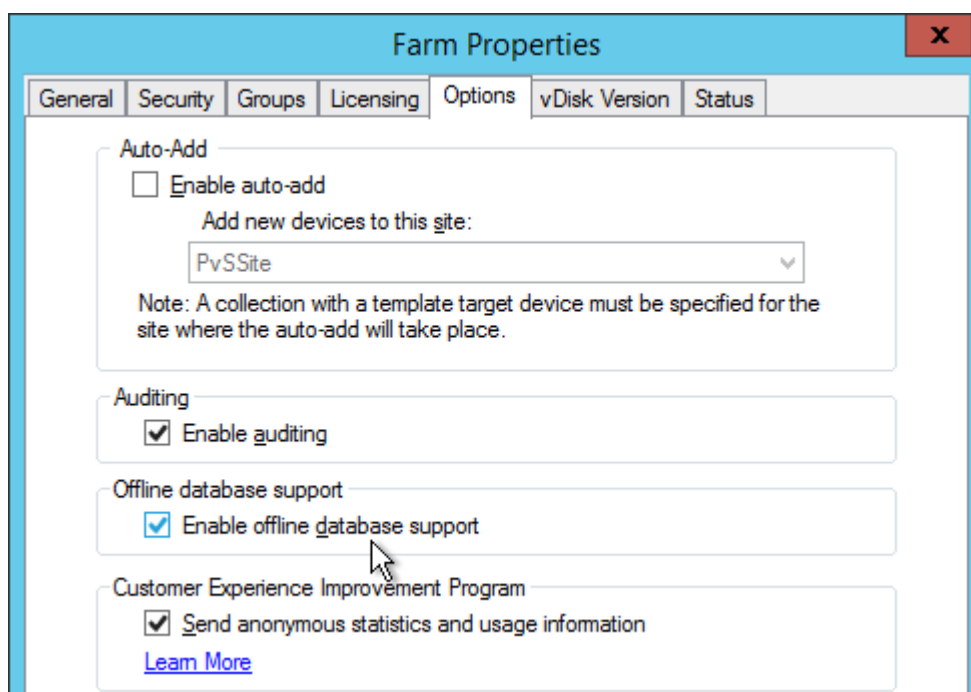 Farm Properties
x
General Security Groups Licensing Options vDisk Version Status
Auto-Add
Enable auto-add
Add new devices to this site:
PvSSite
Note: A collection with a template target device must be specified for the
site where the auto-add will take place.
Auditing
Enable auditing
Offline database support
Enable offline database support
Customer Experience Improvement Program
Send anonymous statistics and usage information
Learn More